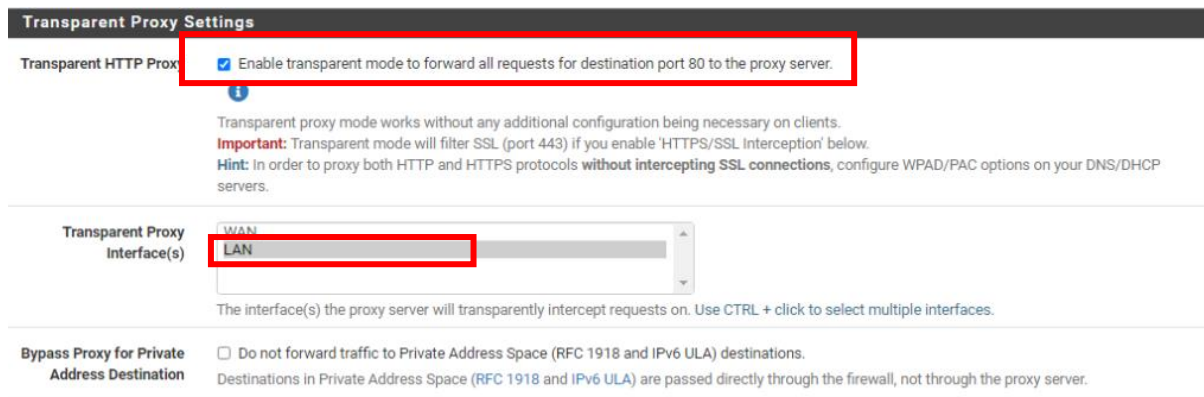 Transparent Proxy Settings
Transparent HTTP Proxy
Enable transparent mode to forward all requests for destination port 80 to the proxy server.
Transparent proxy mode works without any additional configuration being necessary on clients.
Important: Transparent mode will filter SSL (port 443) if you enable 'HTTPS/SSL Interception' below.
Hint: In order to proxy both HTTP and HTTPS protocols without intercepting SSL connections, configure WPAD/PAC options on your DNS/DHCP
servers.
Transparent Proxy
Interface(s)
WAN
LAN
The interface(s) the proxy server will transparently intercept requests on. Use CTRL + click to select multiple interfaces.
Bypass Proxy for Private
Address Destination
Do not forward traffic to Private Address Space (RFC 1918 and IPv6 ULA) destinations.
Destinations in Private Address Space (RFC 1918 and IPv6 ULA) are passed directly through the firewall, not through the proxy server.